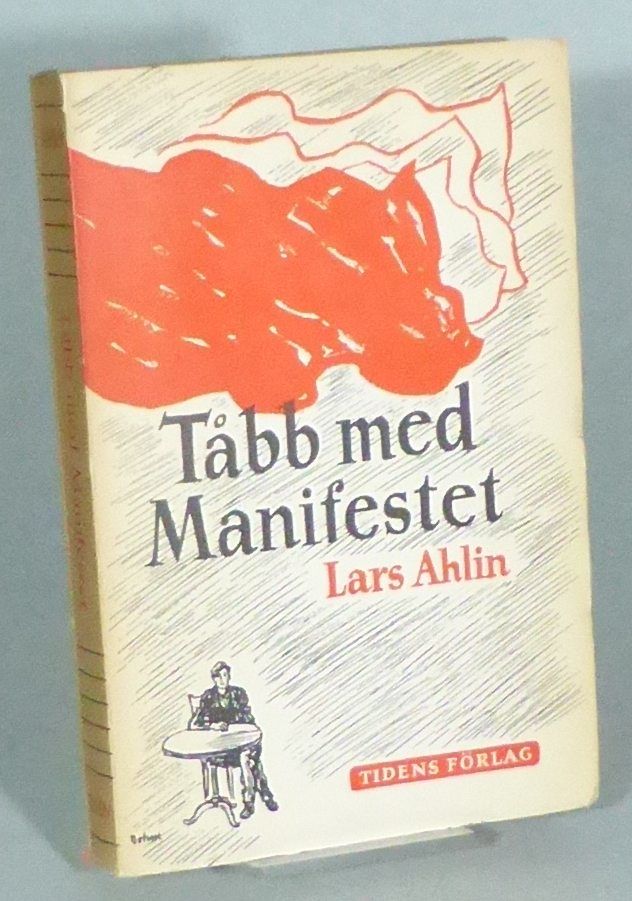 Tåbb med
Manifestet
Lars Ahlin
TIDENS FÖRLAG